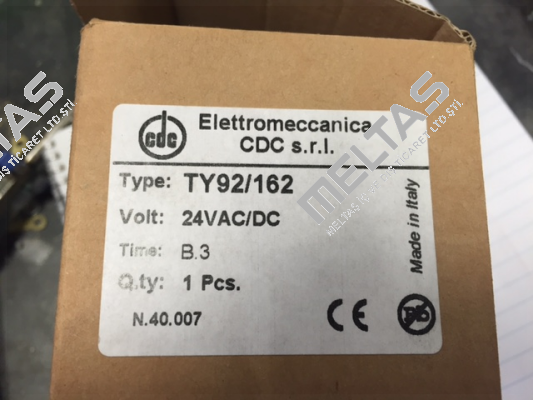 cdc
Elettromeccanica
CDC s.r.l.
Type: TY92/162
Volt: 24VAC/DC
Time: B.3
Q.ty: 1 Pcs.
N.40.007
CE
Made in Italy
MELTAS
MELTAS
MELTAS